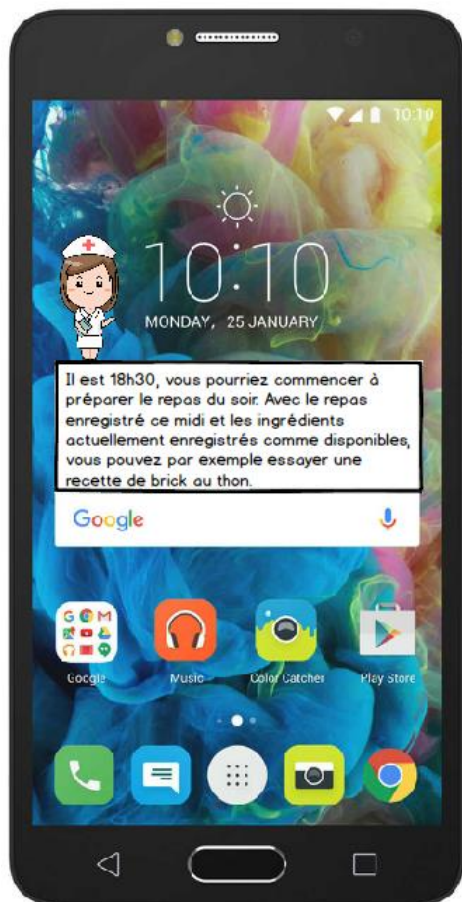 10:10
10:10
MONDAY, 25 JANUARY
Il est 18h30, vous pourriez commencer à
préparer le repas du soir. Avec le repas
enregistré ce midi et les ingrédients
actuellement enregistrés comme disponibles,
vous pouvez par exemple essayer une
recette de brick au thon.
Google
Google
Music
Color Catcher
Play Store